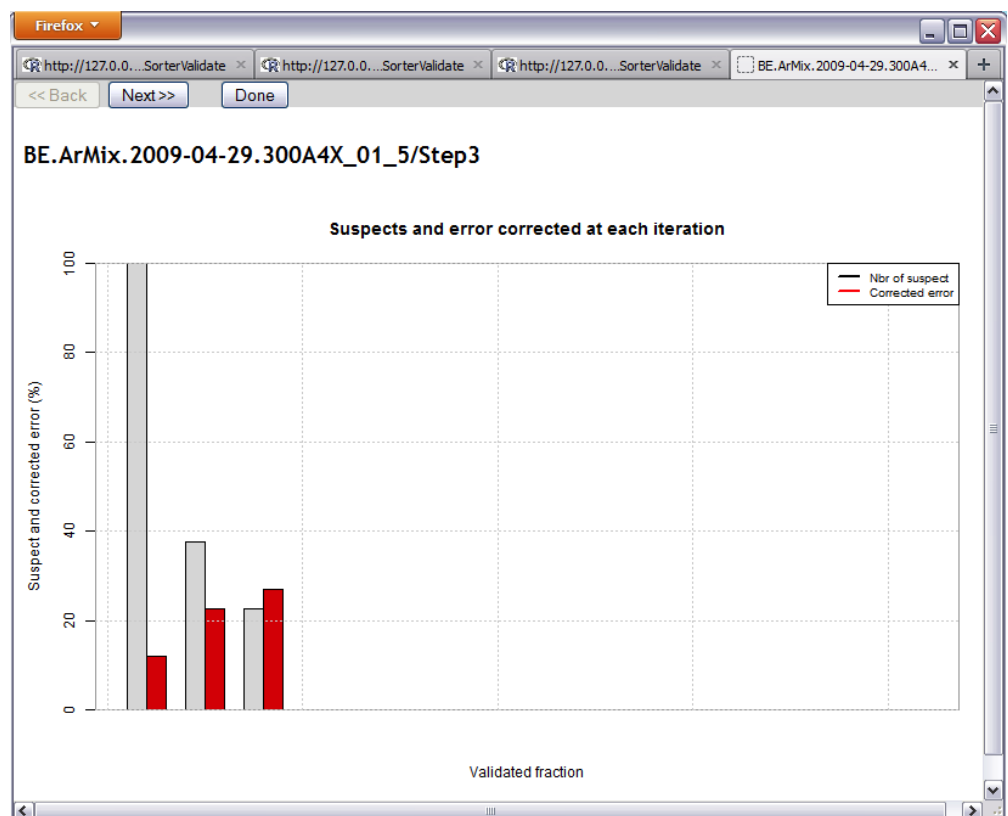 Firefox
http://127.0.0....SorterValidate
http://127.0.0....SorterValidate
http://127.0.0....SorterValidate
BE.ArMix.2009-04-29.300A4...
<< Back
Next >>
Done
BE.ArMix.2009-04-29.300A4X_01_5/Step3
Suspects and error corrected at each iteration
Nbr of suspect
Corrected error
Suspect and corrected error (%)
100
80
60
40
20
0
Validated fraction